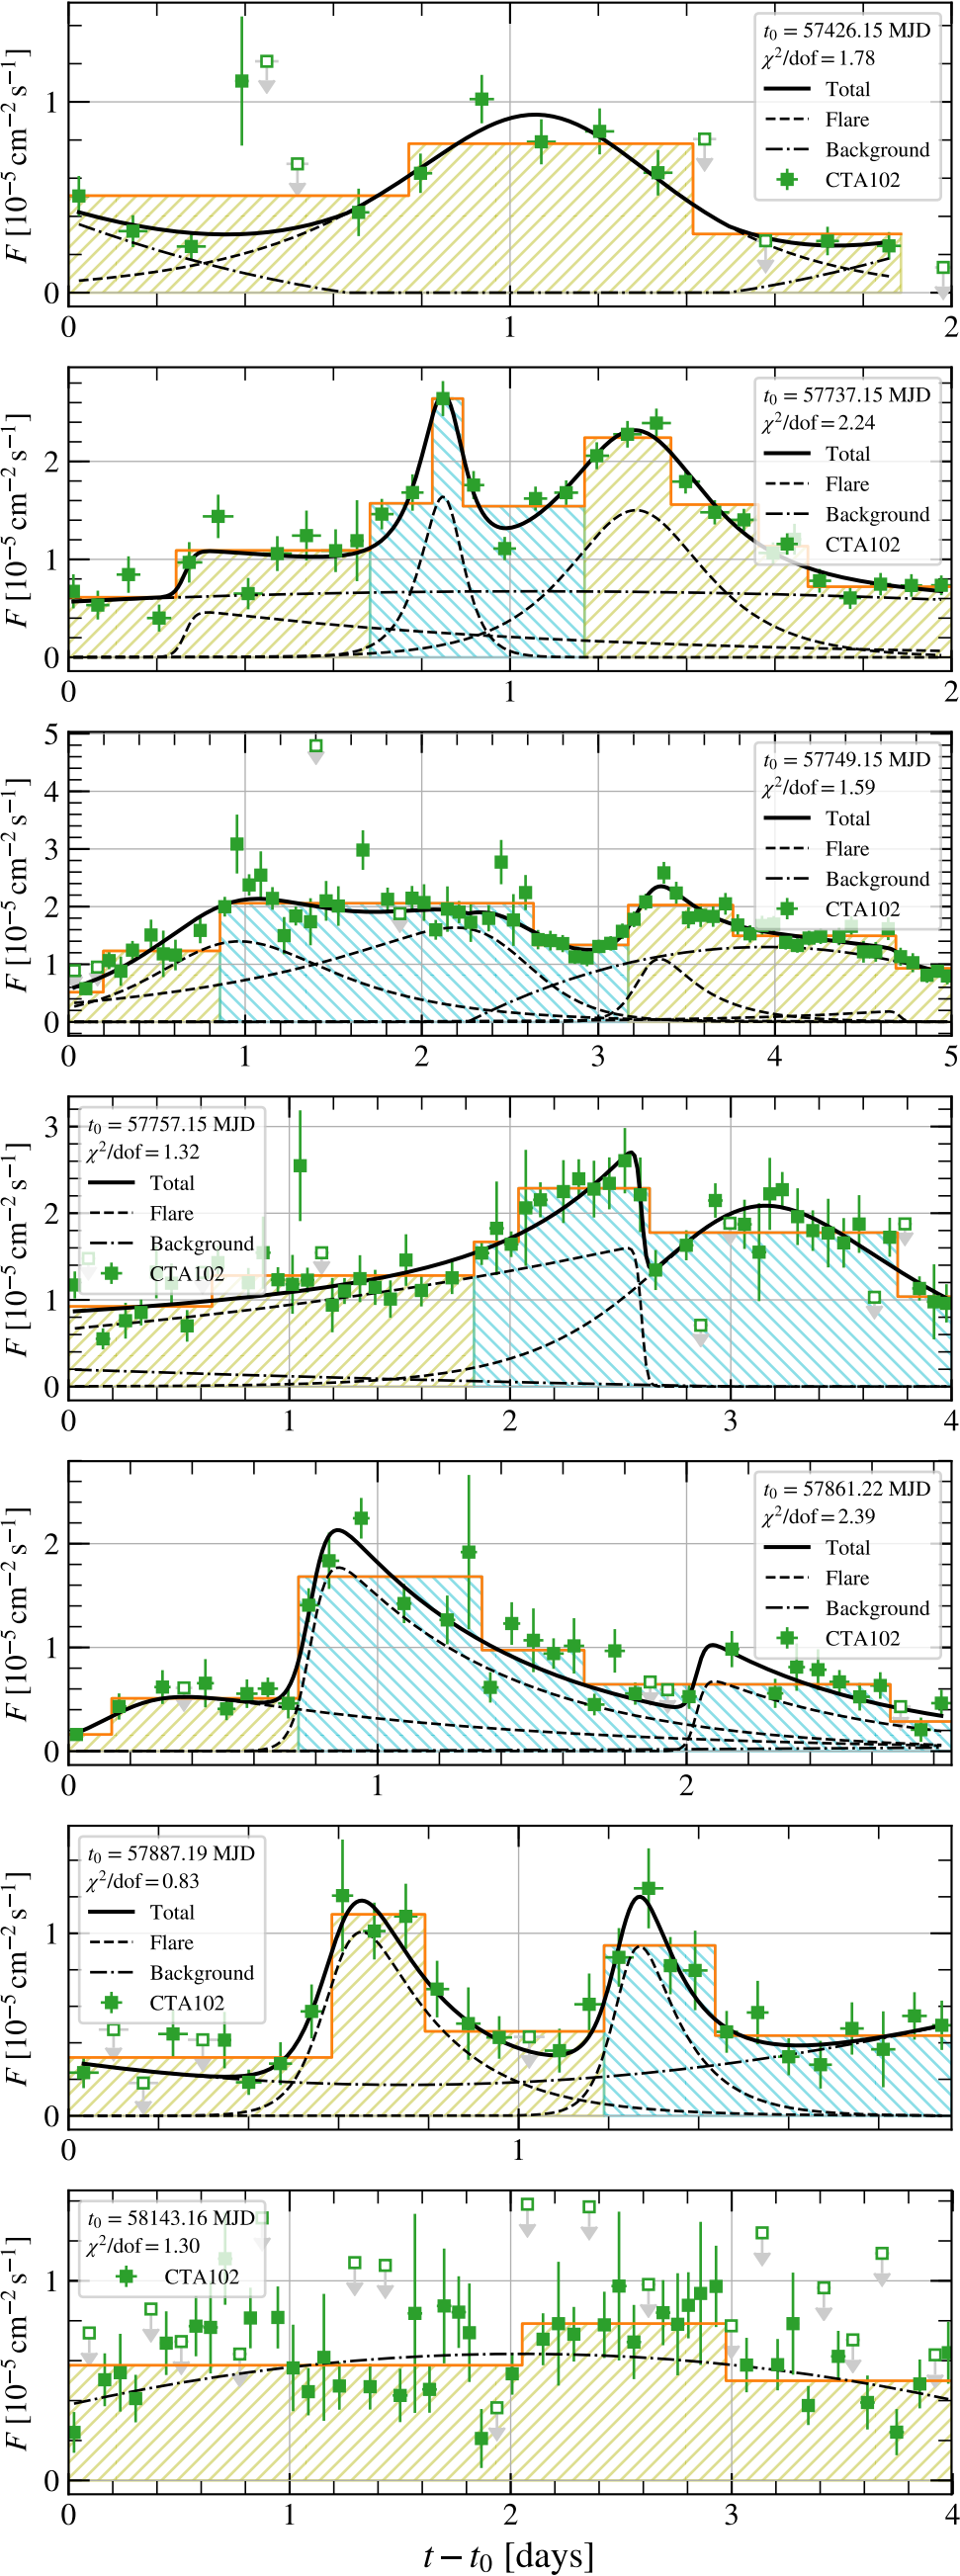 F [10⁻⁵ cm⁻² s⁻¹]
1
0
t₀ = 57426.15 MJD
χ²/dof = 1.78
Total
Flare
Background
CTA102
0 1 2
F [10⁻⁵ cm⁻² s⁻¹]
2
1
0
t₀ = 57737.15 MJD
χ²/dof = 2.24
Total
Flare
Background
CTA102
0 1 2
F [10⁻⁵ cm⁻² s⁻¹]
5
4
3
2
1
0
t₀ = 57749.15 MJD
χ²/dof = 1.59
Total
Flare
Background
CTA102
0 1 2 3 4 5
F [10⁻⁵ cm⁻² s⁻¹]
3
2
1
0
t₀ = 57757.15 MJD
χ²/dof = 1.32
Total
Flare
Background
CTA102
0 1 2 3 4
F [10⁻⁵ cm⁻² s⁻¹]
2
1
0
t₀ = 57861.22 MJD
χ²/dof = 2.39
Total
Flare
Background
CTA102
0 1 2
F [10⁻⁵ cm⁻² s⁻¹]
1
0
t₀ = 57887.19 MJD
χ²/dof = 0.83
Total
Flare
Background
CTA102
0 1
F [10⁻⁵ cm⁻² s⁻¹]
1
0
t₀ = 58143.16 MJD
χ²/dof = 1.30
CTA102
0 1 2 3 4
t − t₀ [days]